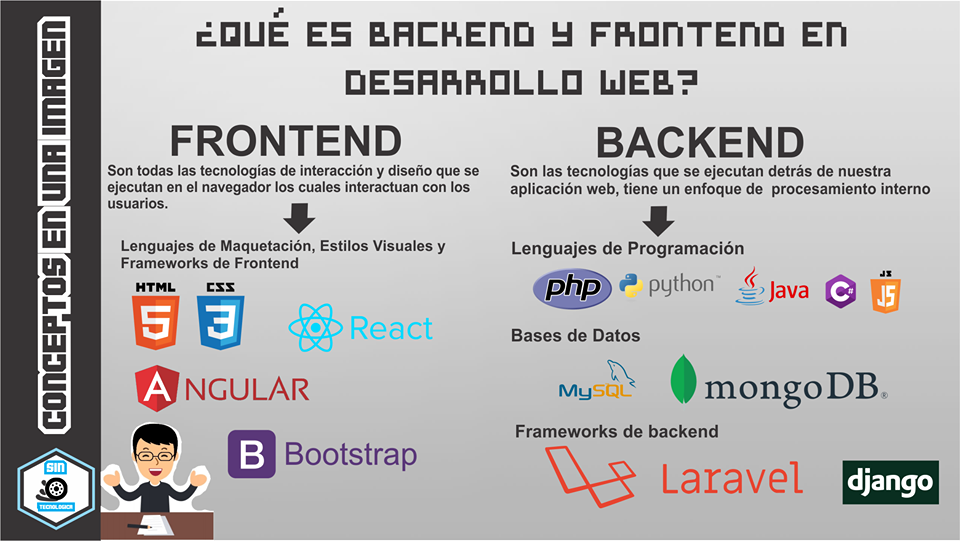 CONCEPTOS EN UNA IMAGEN
¿QUÉ ES BACKEND Y FRONTEND EN
DESARROLLO WEB?
FRONTEND
Son todas las tecnologías de interacción y diseño que se
ejecutan en el navegador los cuales interactuan con los
usuarios.
Lenguajes de Maquetación, Estilos Visuales y
Frameworks de Frontend
HTML
5
CSS
3
React
ANGULAR
B Bootstrap
BACKEND
Son las tecnologías que se ejecutan detrás de nuestra
aplicación web, tiene un enfoque de procesamiento interno
Lenguajes de Programación
php
python™
Java
C#
JS
JS
Bases de Datos
MySQL
mongoDB®
Frameworks de backend
Laravel
django
SIN
TECNOLOGICA